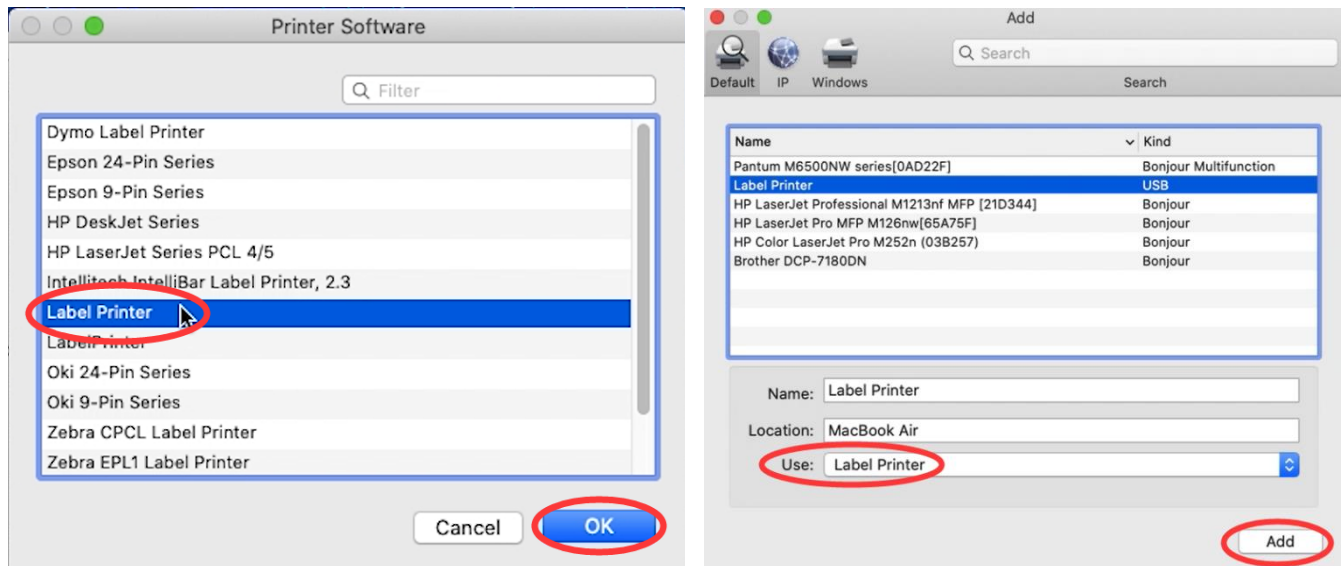 Printer Software
Filter
Dymo Label Printer
Epson 24-Pin Series
Epson 9-Pin Series
HP DeskJet Series
HP LaserJet Series PCL 4/5
Intellitech IntelliBar Label Printer, 2.3
Label Printer
LabelPrinter
Oki 24-Pin Series
Oki 9-Pin Series
Zebra CPCL Label Printer
Zebra EPL1 Label Printer
Cancel OK
Add
Search
Default IP Windows Search
Name Kind
Pantum M6500NW series[0AD22F] Bonjour Multifunction
Label Printer USB
HP LaserJet Professional M1213nf MFP [21D344] Bonjour
HP LaserJet Pro MFP M126nw[65A75F] Bonjour
HP Color LaserJet Pro M252n (03B257) Bonjour
Brother DCP-7180DN Bonjour
Name: Label Printer
Location: MacBook Air
Use: Label Printer
Add